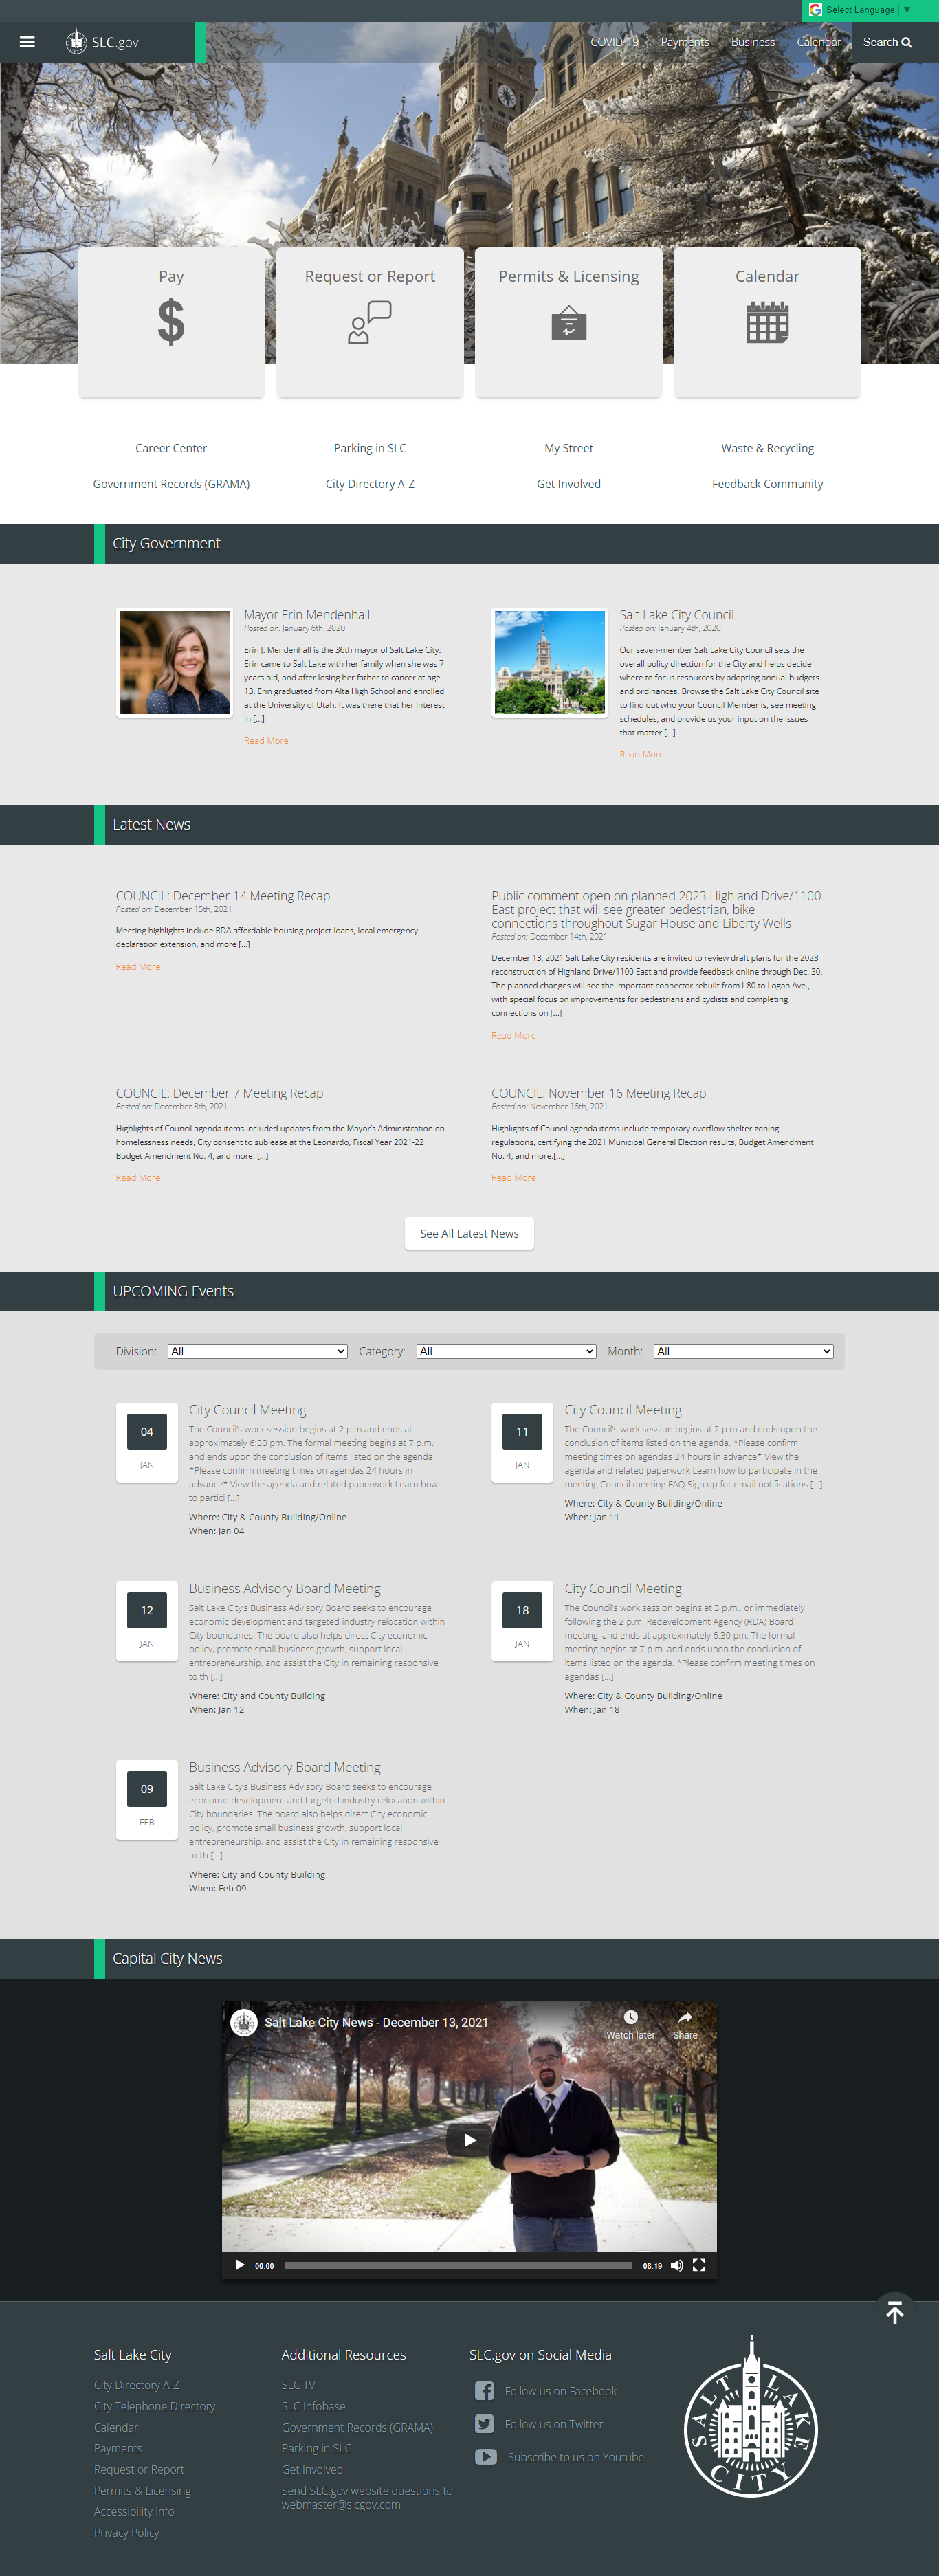 Select Language ▼
SLC.gov
COVID-19
Payments
Business
Calendar
Search
Pay
Request or Report
Permits & Licensing
Calendar
Career Center
Parking in SLC
My Street
Waste & Recycling
Government Records (GRAMA)
City Directory A-Z
Get Involved
Feedback Community
City Government
Mayor Erin Mendenhall
Posted on: January 6th, 2020
Erin J. Mendenhall is the 36th mayor of Salt Lake City.
Erin came to Salt Lake with her family when she was 7
years old, and after losing her father to cancer at age
13, Erin graduated from Alta High School and enrolled
at the University of Utah. It was there that her interest
in [...]
Read More
Salt Lake City Council
Posted on: January 4th, 2020
Our seven-member Salt Lake City Council sets the
overall policy direction for the City and helps decide
where to focus resources by adopting annual budgets
and ordinances. Browse the Salt Lake City Council site
to find out who your Council Member is, see meeting
schedules, and provide us your input on the issues
that matter [...]
Read More
Latest News
COUNCIL: December 14 Meeting Recap
Posted on: December 15th, 2021
Meeting highlights include RDA affordable housing project loans, local emergency
declaration extension, and more [...]
Read More
Public comment open on planned 2023 Highland Drive/1100
East project that will see greater pedestrian, bike
connections throughout Sugar House and Liberty Wells
Posted on: December 14th, 2021
December 13, 2021 Salt Lake City residents are invited to review draft plans for the 2023
reconstruction of Highland Drive/1100 East and provide feedback online through Dec. 30.
The planned changes will see the important connector rebuilt from I-80 to Logan Ave.,
with special focus on improvements for pedestrians and cyclists and completing
connections on [...]
Read More
COUNCIL: December 7 Meeting Recap
Posted on: December 8th, 2021
Highlights of Council agenda items included updates from the Mayor's Administration on
homelessness needs, City consent to sublease at the Leonardo, Fiscal Year 2021-22
Budget Amendment No. 4, and more. [...]
Read More
COUNCIL: November 16 Meeting Recap
Posted on: November 16th, 2021
Highlights of Council agenda items include temporary overflow shelter zoning
regulations, certifying the 2021 Municipal General Election results, Budget Amendment
No. 4, and more.[...]
Read More
See All Latest News
UPCOMING Events
Division: All
Category: All
Month: All
04
JAN
City Council Meeting
The Council's work session begins at 2 p.m and ends at
approximately 6:30 pm. The formal meeting begins at 7 p.m.
and ends upon the conclusion of items listed on the agenda.
*Please confirm meeting times on agendas 24 hours in
advance* View the agenda and related paperwork Learn how
to partici [...]
Where: City & County Building/Online
When: Jan 04
11
JAN
City Council Meeting
The Council's work session begins at 2 p.m and ends upon the
conclusion of items listed on the agenda. *Please confirm
meeting times on agendas 24 hours in advance* View the
agenda and related paperwork Learn how to participate in the
meeting Council meeting FAQ Sign up for email notifications [...]
Where: City & County Building/Online
When: Jan 11
12
JAN
Business Advisory Board Meeting
Salt Lake City's Business Advisory Board seeks to encourage
economic development and targeted industry relocation within
City boundaries. The board also helps direct City economic
policy, promote small business growth, support local
entrepreneurship, and assist the City in remaining responsive
to th [...]
Where: City and County Building
When: Jan 12
18
JAN
City Council Meeting
The Council's work session begins at 3 p.m., or immediately
following the 2 p.m. Redevelopment Agency (RDA) Board
meeting, and ends at approximately 6:30 pm. The formal
meeting begins at 7 p.m. and ends upon the conclusion of
items listed on the agenda. *Please confirm meeting times on
agendas [...]
Where: City & County Building/Online
When: Jan 18
09
FEB
Business Advisory Board Meeting
Salt Lake City's Business Advisory Board seeks to encourage
economic development and targeted industry relocation within
City boundaries. The board also helps direct City economic
policy, promote small business growth, support local
entrepreneurship, and assist the City in remaining responsive
to th [...]
Where: City and County Building
When: Feb 09
Capital City News
Salt Lake City News - December 13, 2021
Watch later
Share
00:00
08:19
Salt Lake City
City Directory A-Z
City Telephone Directory
Calendar
Payments
Request or Report
Permits & Licensing
Accessibility Info
Privacy Policy
Additional Resources
SLC TV
SLC Infobase
Government Records (GRAMA)
Parking in SLC
Get Involved
Send SLC.gov website questions to
webmaster@slcgov.com
SLC.gov on Social Media
Follow us on Facebook
Follow us on Twitter
Subscribe to us on Youtube
SALT LAKE
CITY